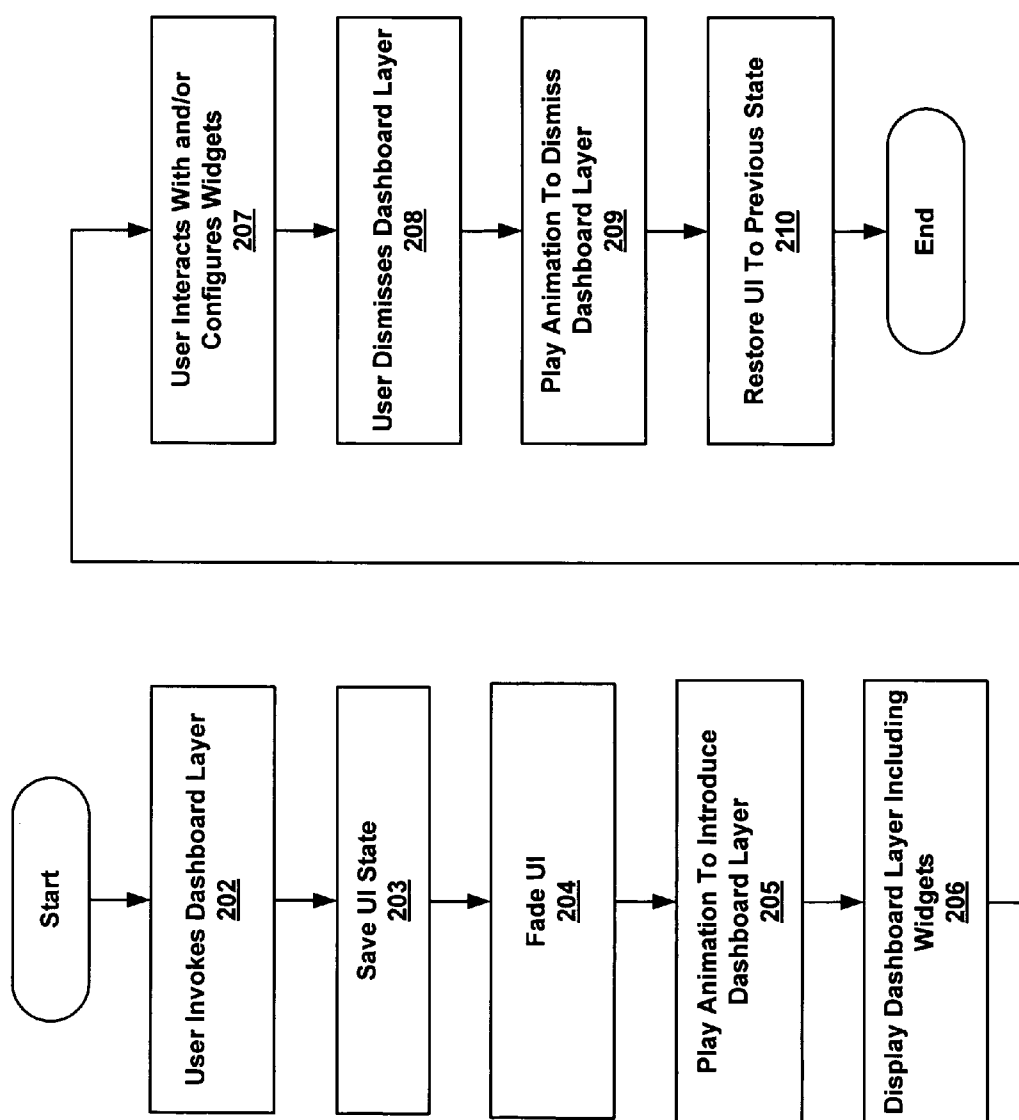 Start
User Invokes Dashboard Layer
202
Save UI State
203
Fade UI
204
Play Animation To Introduce
Dashboard Layer
205
Display Dashboard Layer Including
Widgets
206
User Interacts With and/or
Configures Widgets
207
User Dismisses Dashboard Layer
208
Play Animation To Dismiss
Dashboard Layer
209
Restore UI To Previous State
210
End